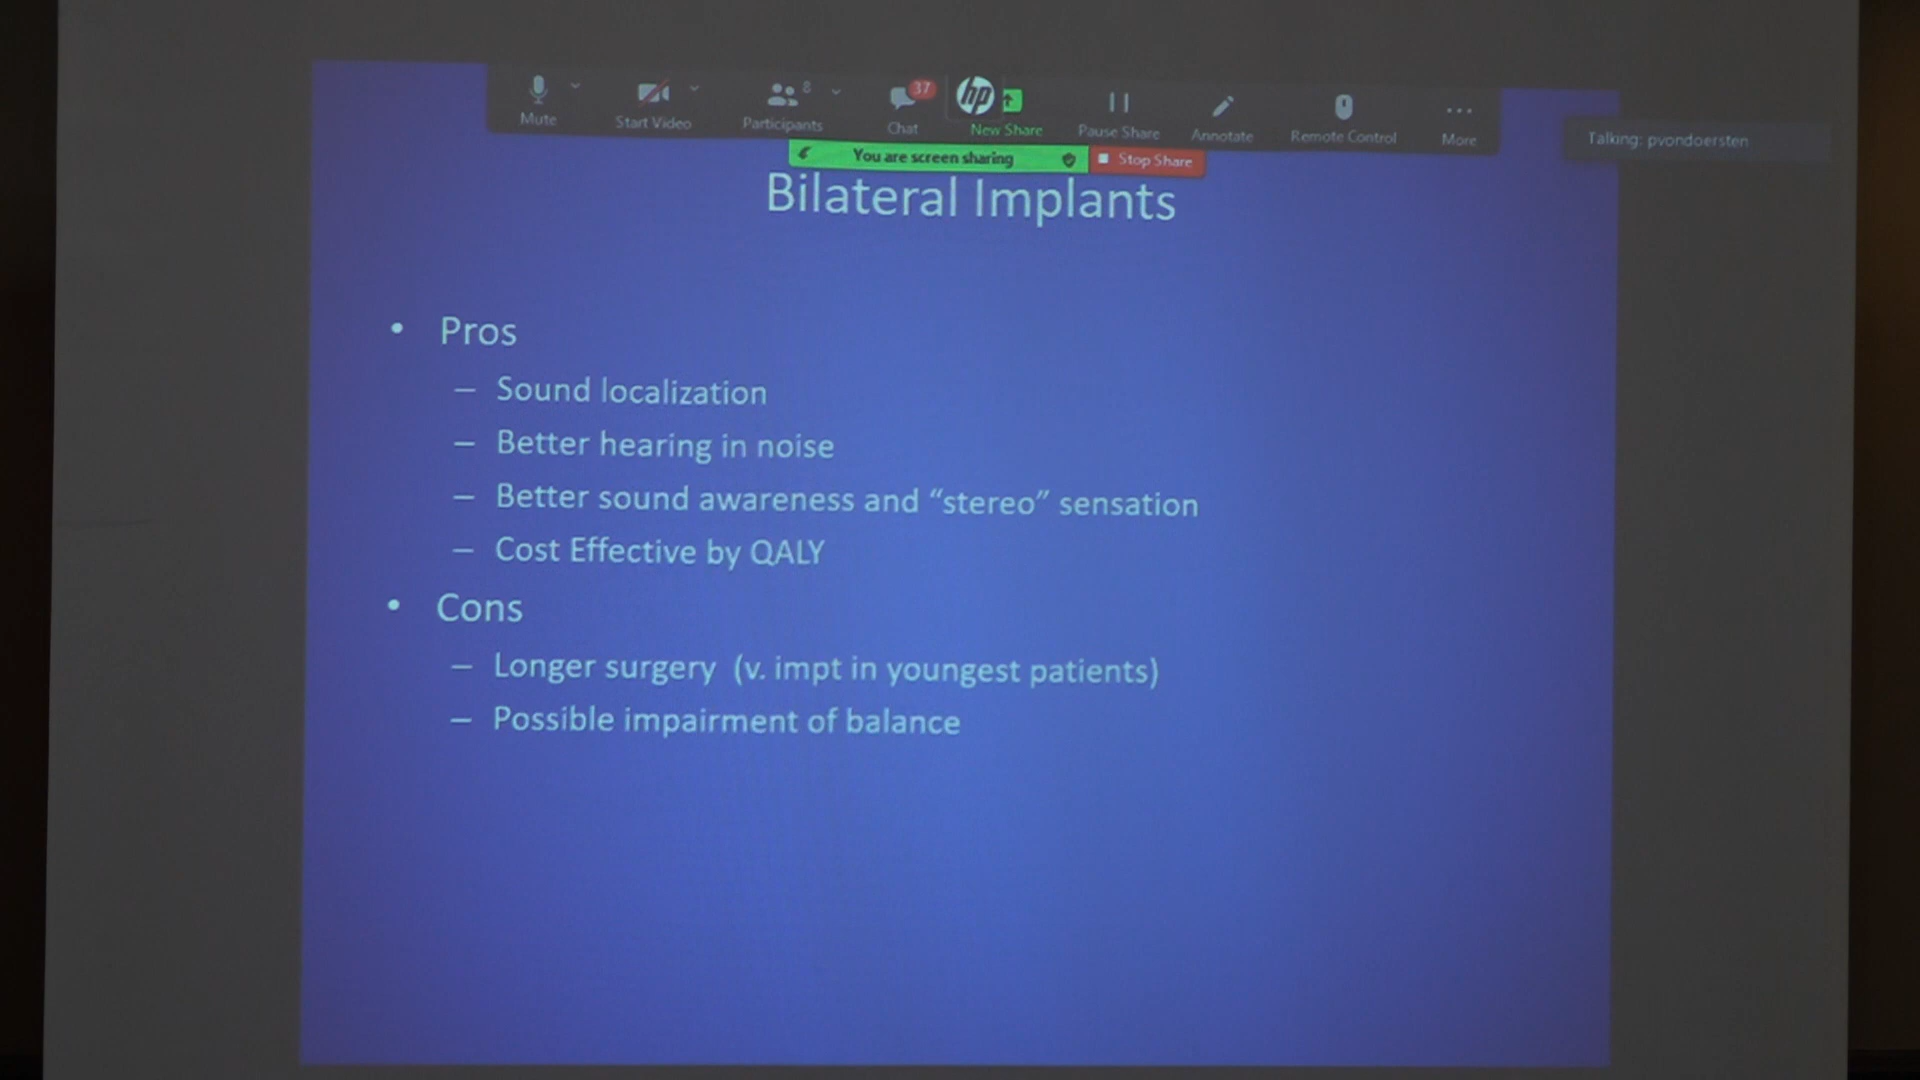 Mute
Start Video
8
Participants
37
Chat
hp
New Share
Pause Share
Annotate
Remote Control
More
Talking: pvondoersten
You are screen sharing
Stop Share
Bilateral Implants
• Pros
– Sound localization
– Better hearing in noise
– Better sound awareness and “stereo” sensation
– Cost Effective by QALY
• Cons
– Longer surgery (v. impt in youngest patients)
– Possible impairment of balance